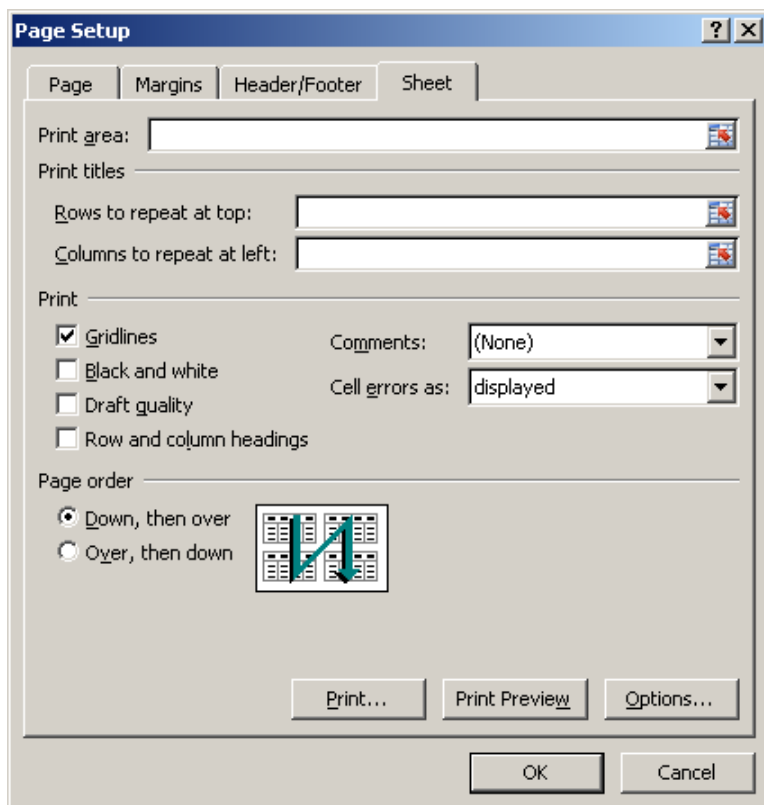 Page Setup
Page Margins Header/Footer Sheet
Print area:
Print titles
Rows to repeat at top:
Columns to repeat at left:
Print
Gridlines
Comments: (None)
Black and white
Cell errors as: displayed
Draft quality
Row and column headings
Page order
Down, then over
Over, then down
Print... Print Preview Options...
OK Cancel